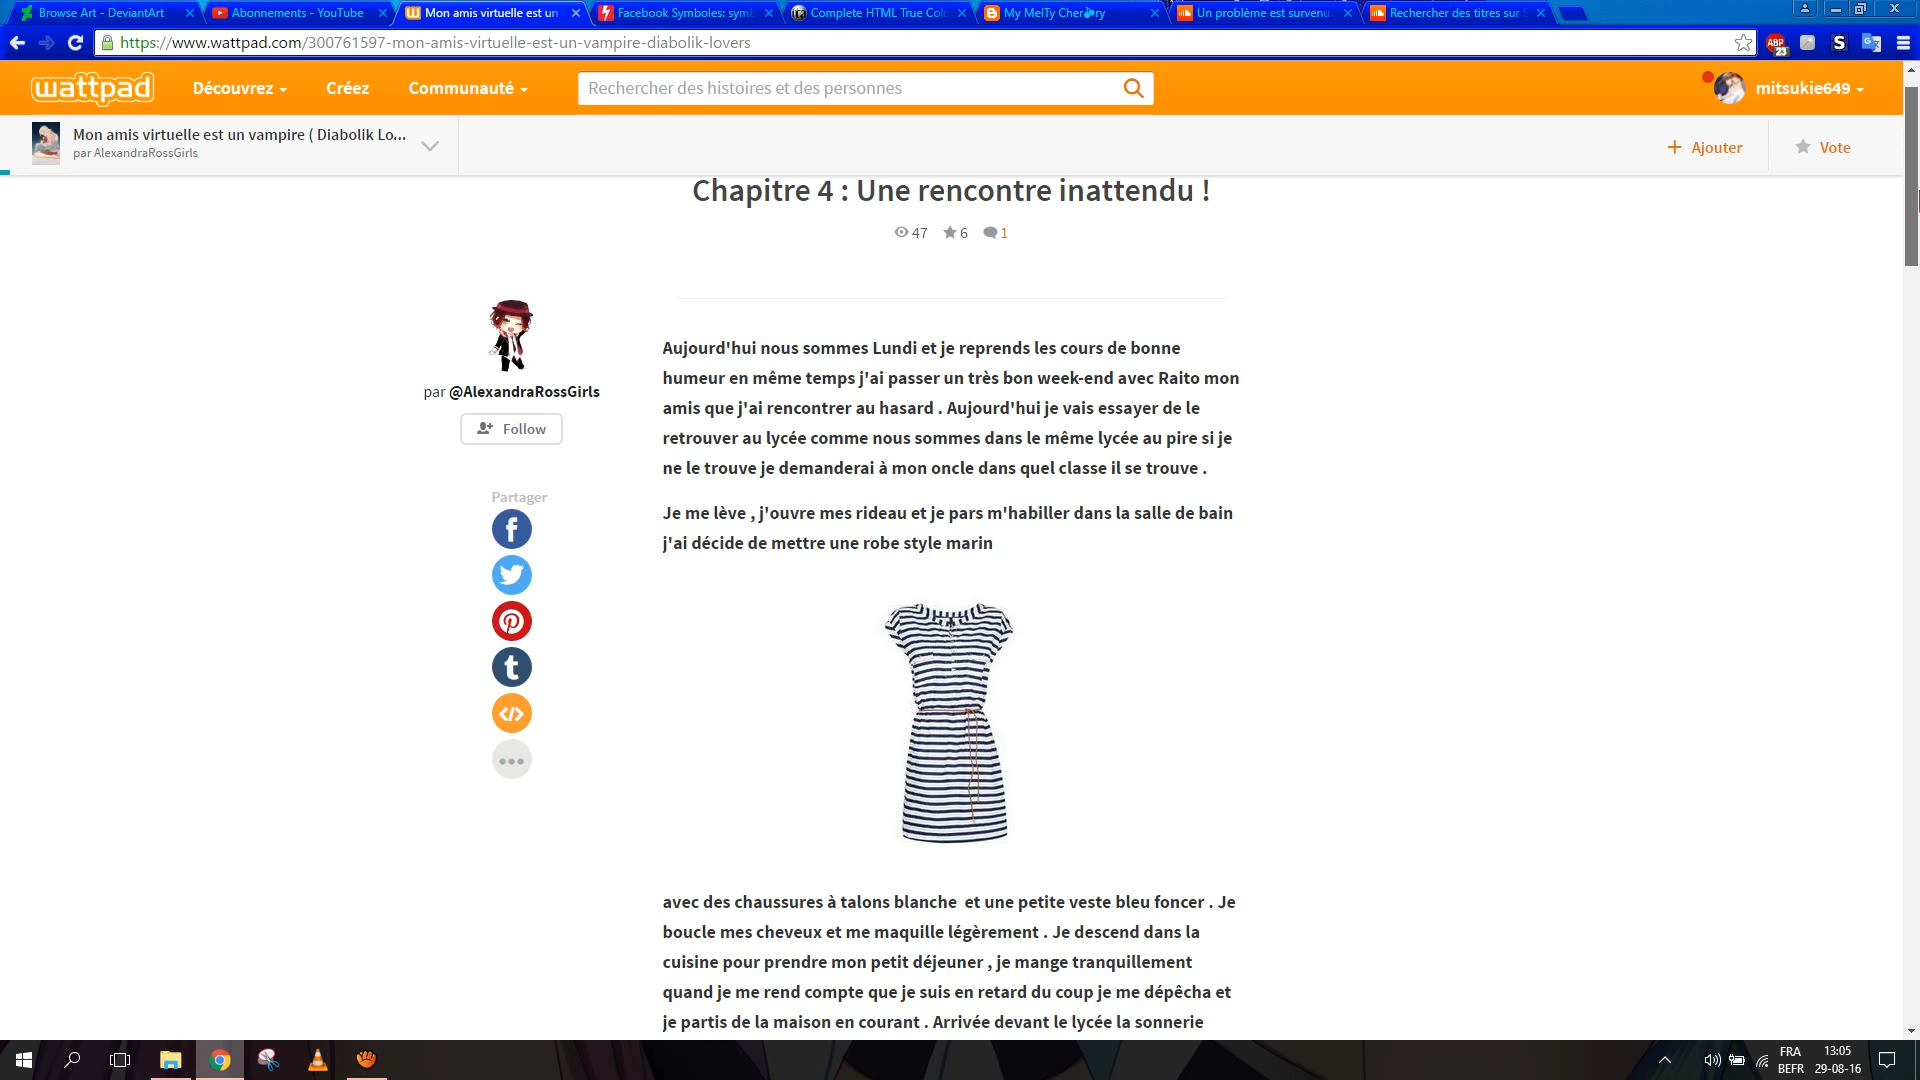 Browse Art - DeviantArt
Abonnements - YouTube
Mon amis virtuelle est un
Facebook Symboles: symb
Complete HTML True Colo
My MelTy Cher
ry
Un problème est survenu
Rechercher des titres sur S
https://www.wattpad.com/300761597-mon-amis-virtuelle-est-un-vampire-diabolik-lovers
ABP
23
S
wattpad
Découvrez
Créez
Communauté
Rechercher des histoires et des personnes
mitsukie649
Mon amis virtuelle est un vampire ( Diabolik Lo...
par AlexandraRossGirls
+ Ajouter
Vote
Chapitre 4 : Une rencontre inattendu !
47 6 1
par @AlexandraRossGirls
Follow
Partager
Aujourd'hui nous sommes Lundi et je reprends les cours de bonne
humeur en même temps j'ai passer un très bon week-end avec Raito mon
amis que j'ai rencontrer au hasard . Aujourd'hui je vais essayer de le
retrouver au lycée comme nous sommes dans le même lycée au pire si je
ne le trouve je demanderai à mon oncle dans quel classe il se trouve .
Je me lève , j'ouvre mes rideau et je pars m'habiller dans la salle de bain
j'ai décide de mettre une robe style marin
avec des chaussures à talons blanche  et une petite veste bleu foncer . Je
boucle mes cheveux et me maquille légèrement . Je descend dans la
cuisine pour prendre mon petit déjeuner , je mange tranquillement
quand je me rend compte que je suis en retard du coup je me dépêcha et
je partis de la maison en courant . Arrivée devant le lycée la sonnerie
FRA
BEFR
13:05
29-08-16